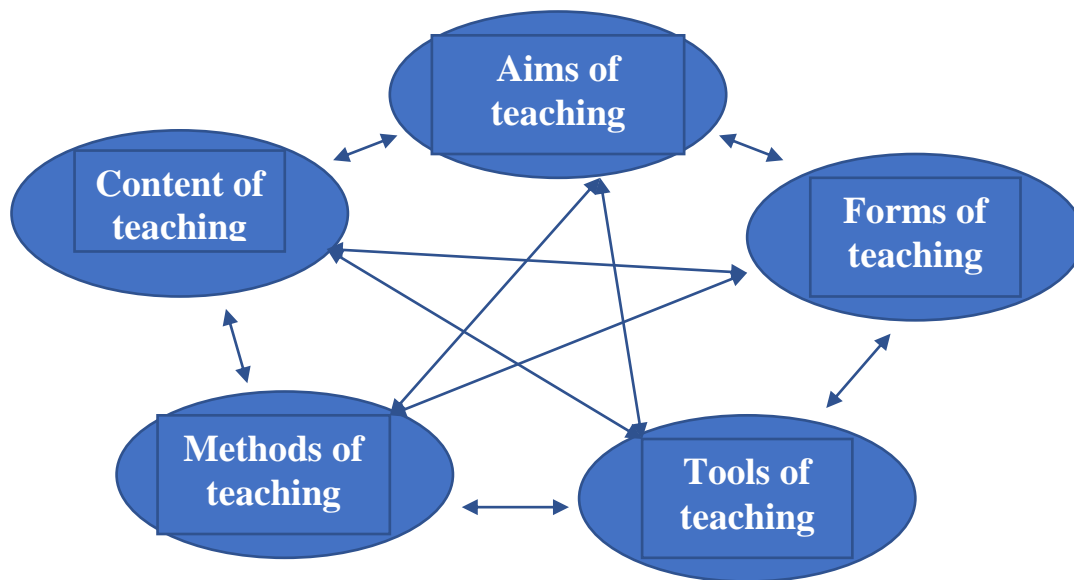 Aims of
teaching
Content of
teaching
Forms of
teaching
Methods of
teaching
Tools of
teaching